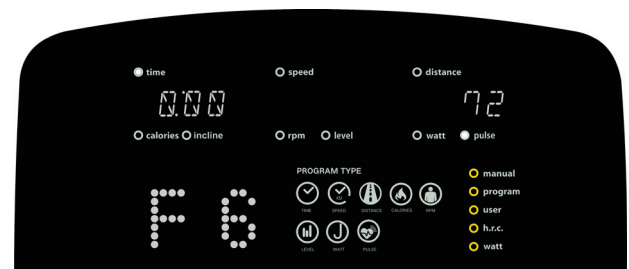 time speed distance
0:00 72
calories incline rpm level watt pulse
F 6
PROGRAM TYPE
TIME SPEED DISTANCE CALORIES RPM
LEVEL WATT PULSE
manual
program
user
h.r.c.
watt